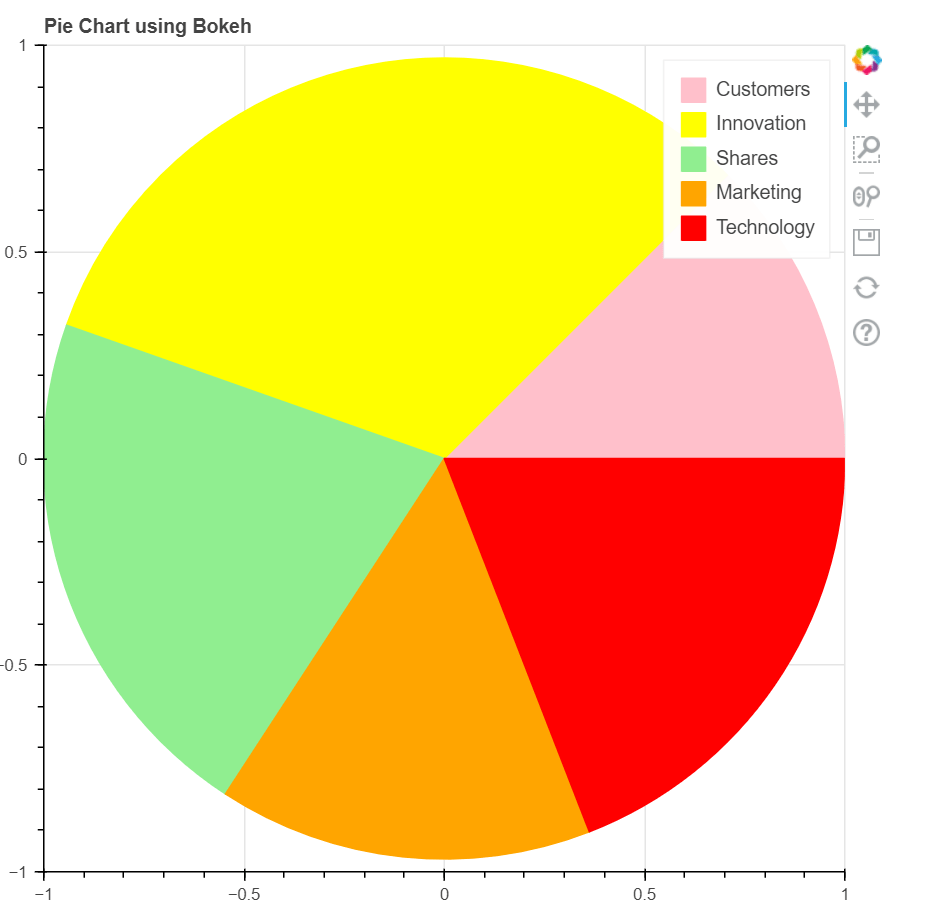 Pie Chart using Bokeh
1
0.5
0
−0.5
−1
Customers
Innovation
Shares
Marketing
Technology
?
−1
−0.5
0
0.5
1